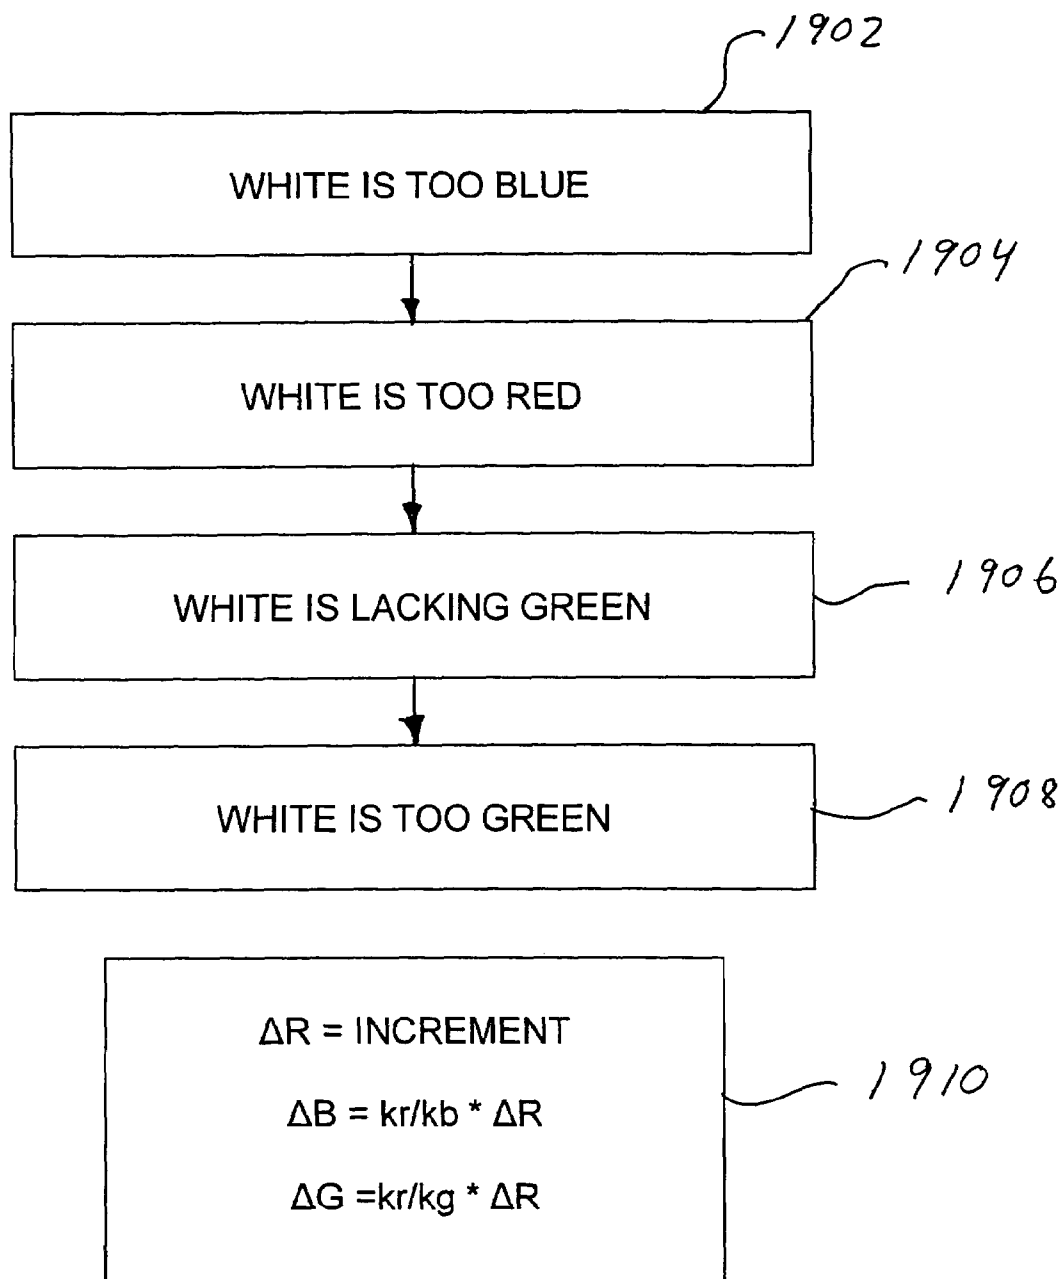 1902
WHITE IS TOO BLUE
1904
WHITE IS TOO RED
1906
WHITE IS LACKING GREEN
1908
WHITE IS TOO GREEN
ΔR = INCREMENT
1910
ΔB = kr/kb * ΔR
ΔG =kr/kg * ΔR